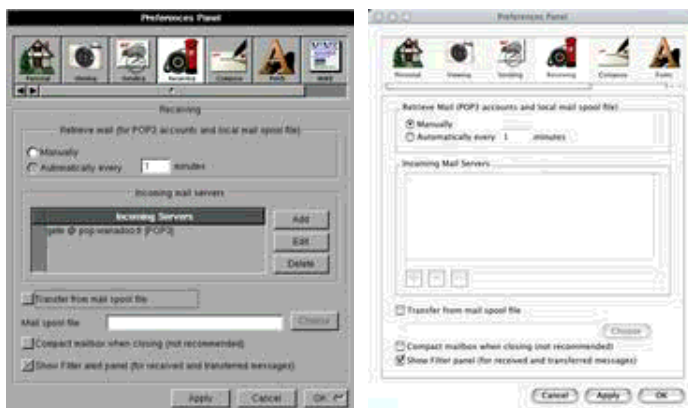 Preferences Panel
Personal Viewing Sending Receiving Compose Fonts MIME
Receiving
Retrieve mail (for POP3 accounts and local mail spool file)
Manually
Automatically every 1 minutes
Incoming mail servers
Incoming Servers
@ pop.wanadoo.fr [POP3]
Add
Edit
Delete
Transfer from mail spool file
Mail spool file
Choose
Compact mailbox when closing (not recommended)
Show Filter alert panel (for received and transferred messages)
Apply Cancel OK
Preferences Panel
Personal Viewing Sending Receiving Compose Fonts
Retrieve Mail (POP3 accounts and local mail spool file)
Manually
Automatically every 1 minutes
Incoming Mail Servers
Transfer from mail spool file
Choose
Compact mailbox when closing (not recommended)
Show Filter panel (for received and transferred messages)
Cancel Apply OK